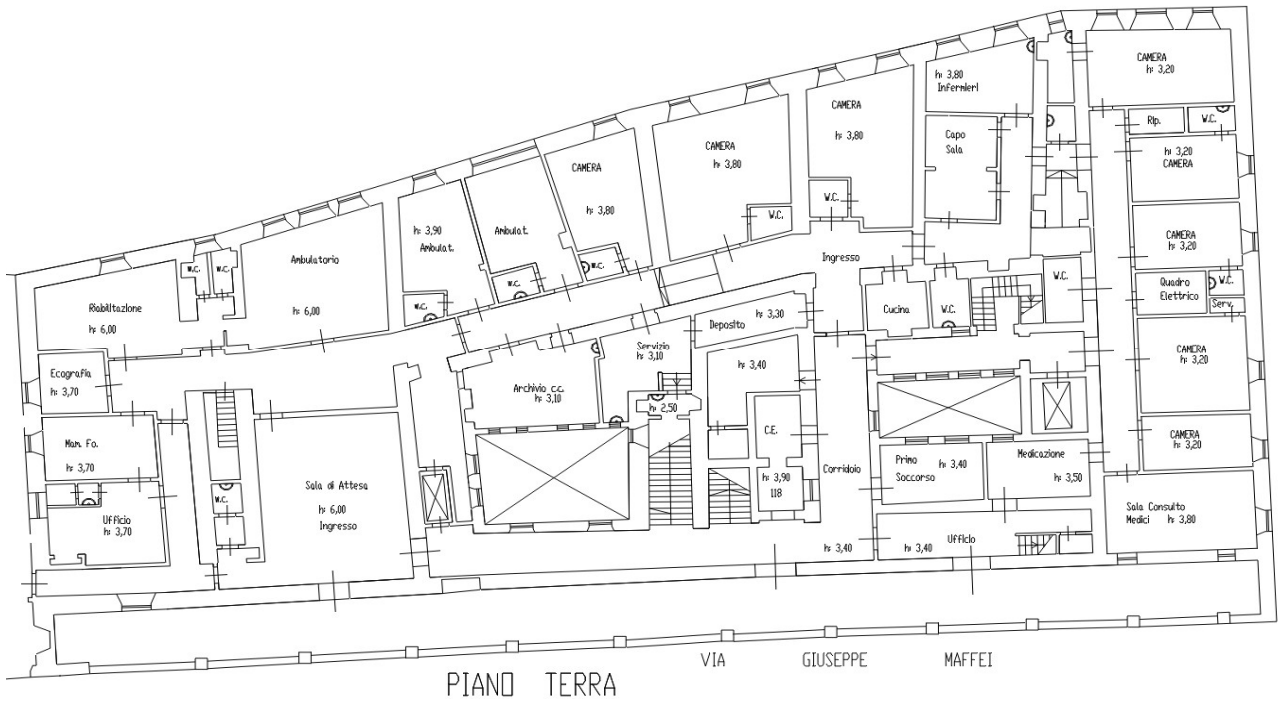 CAMERA
h: 3,20
h: 3,80
Infermieri
CAMERA
h: 3,80
Rip.
W.C.
Capo
Sala
h: 3,20
CAMERA
CAMERA
h: 3,80
CAMERA
h: 3,80
W.C.
W.C.
h: 3,90
Ambulat.
Ambulat.
CAMERA
h: 3,20
Ingresso
Ambulatorio
h: 6,00
W.C.
W.C.
W.C.
W.C.
W.C.
W.C.
Quadro
Elettrico
W.C.
Serv.
Riabilitazione
h: 6,00
Cucina
W.C.
Deposito
h: 3,30
Servizio
h: 3,10
h: 3,40
CAMERA
h: 3,20
Ecografia
h: 3,70
Archivio c.c.
h: 3,10
h: 2,50
C.E.
h: 3,90
118
CAMERA
h: 3,20
Mam. Fo.
h: 3,70
Corridoio
Primo
Soccorso
h: 3,40
Medicazione
h: 3,50
W.C.
Sala di Attesa
h: 6,00
Ingresso
Ufficio
h: 3,70
Sala Consulto
Medici h: 3,80
h: 3,40
h: 3,40
Ufficio
VIA GIUSEPPE MAFFEI
PIANO TERRA